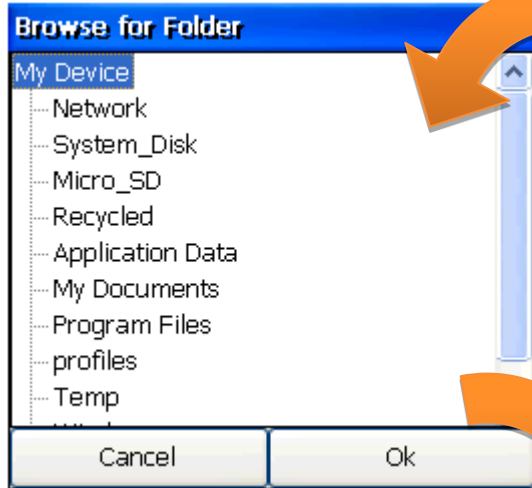 Browse for Folder
My Device
Network
System_Disk
Micro_SD
Recycled
Application Data
My Documents
Program Files
profiles
Temp
Cancel
Ok